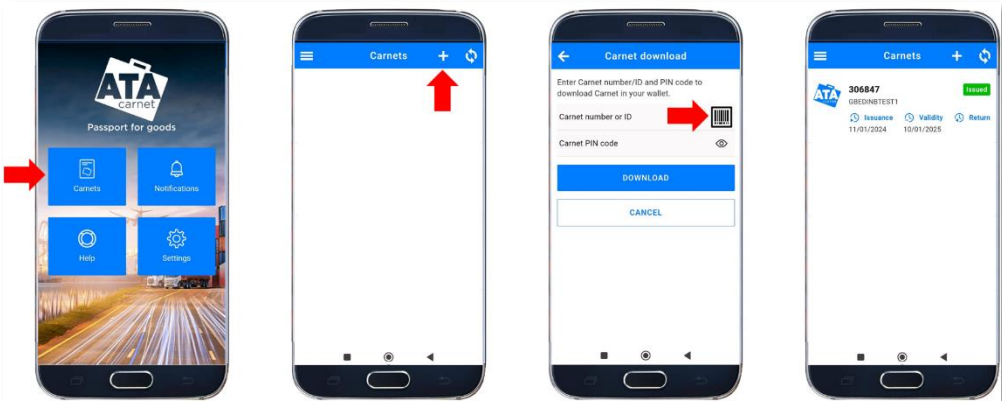 ATA
carnet
Passport for goods
Carnets
Notifications
Help
Settings
Carnets
Carnet download
Enter Carnet number/ID and PIN code to
download Carnet in your wallet.
Carnet number or ID
Carnet PIN code
DOWNLOAD
CANCEL
Carnets
ATA
306847
Issued
GBEDINBTEST1
Issuance Validity Return
11/01/2024 10/01/2025